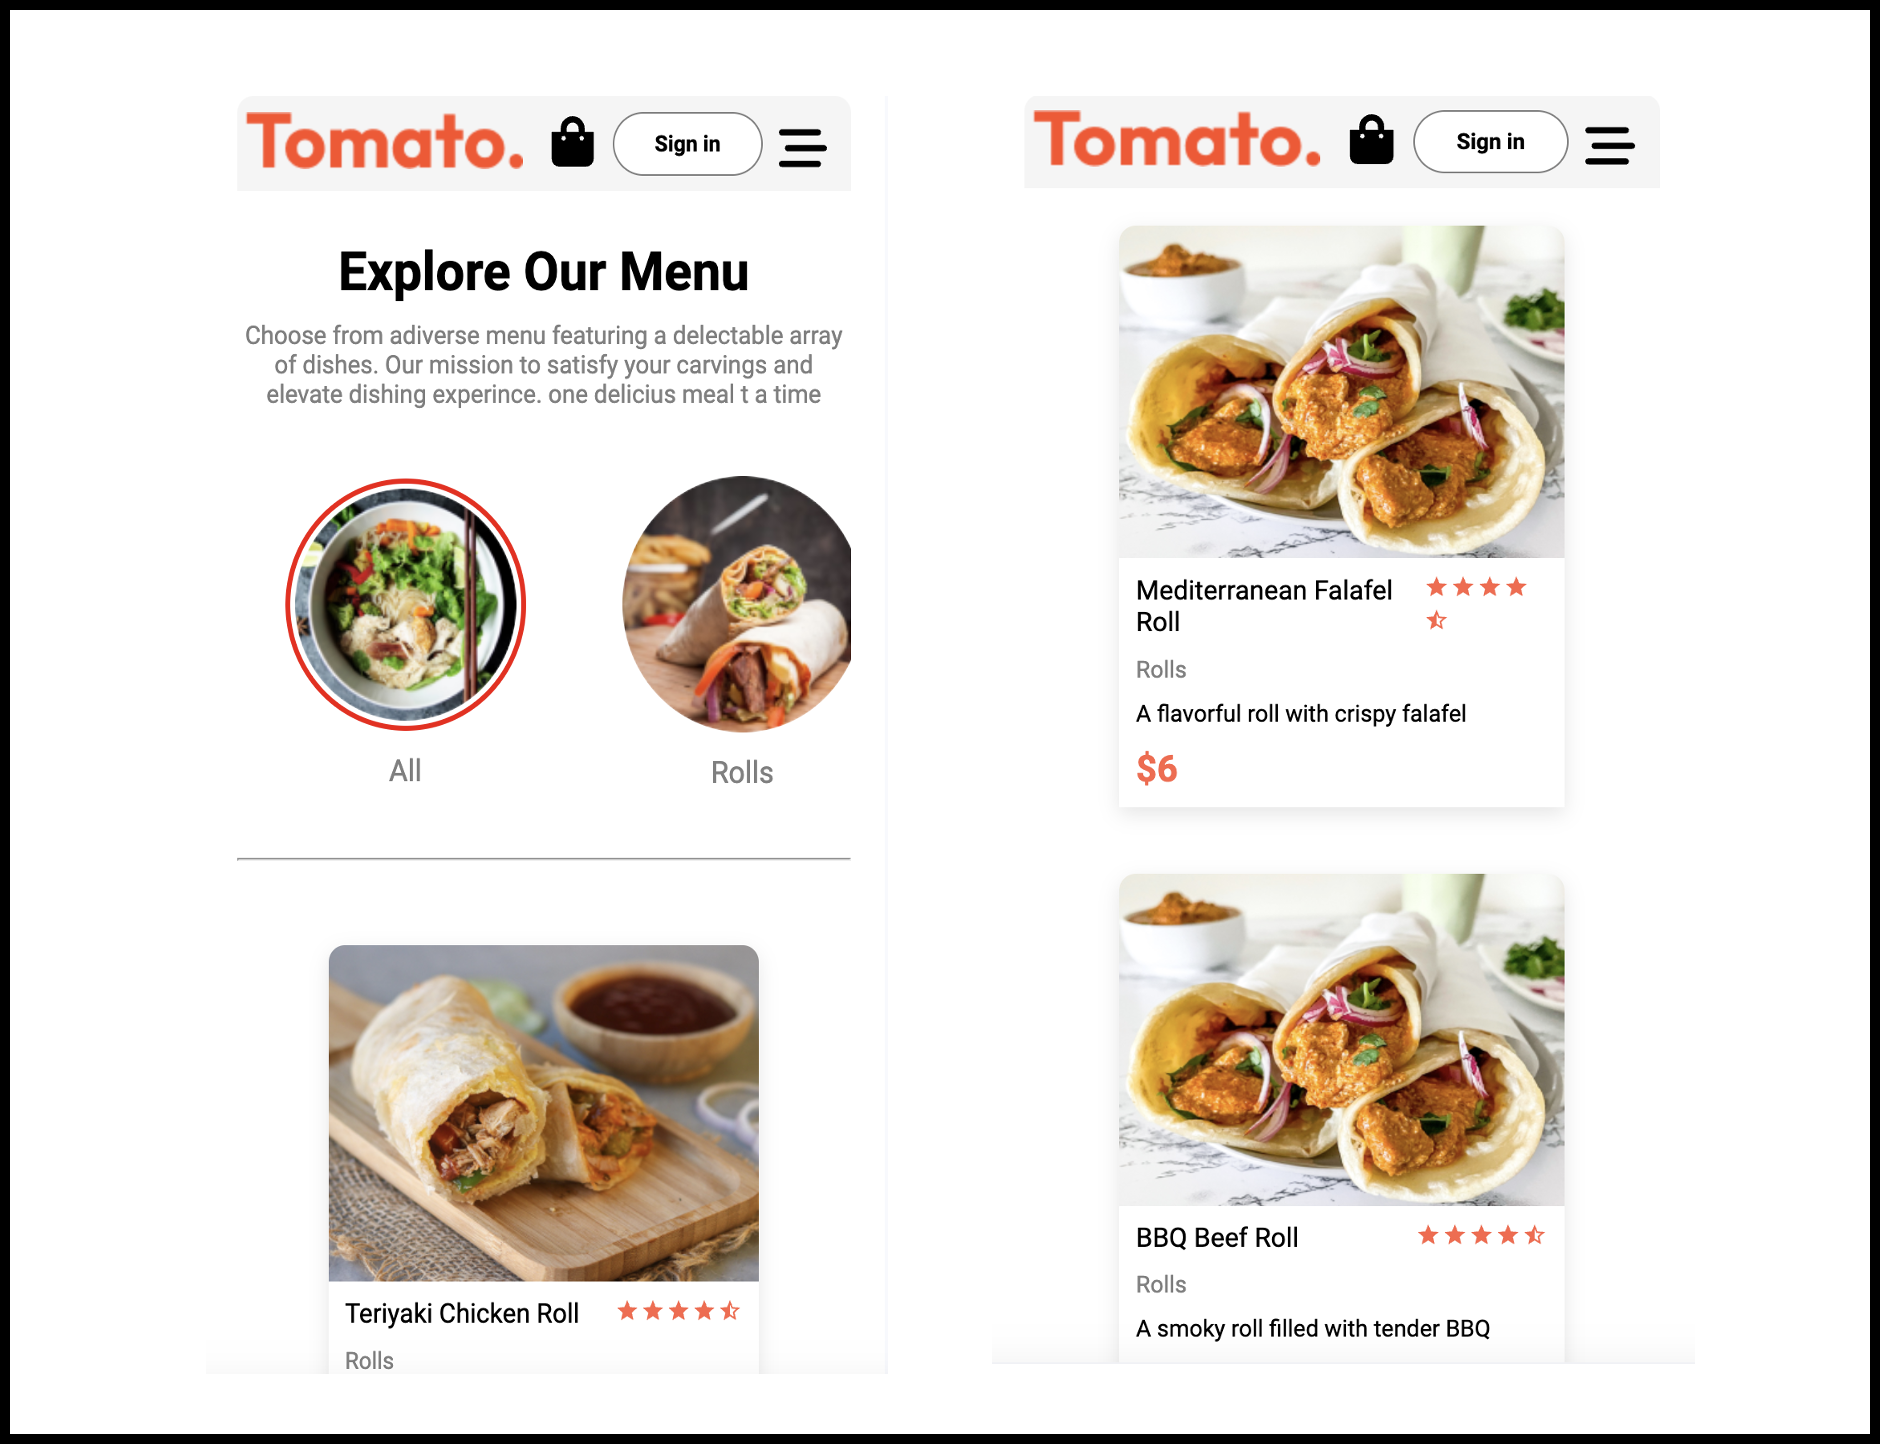 Tomato.
Sign in
Explore Our Menu
Choose from adiverse menu featuring a delectable array
of dishes. Our mission to satisfy your carvings and
elevate dishing experince. one delicius meal t a time
All
Rolls
Teriyaki Chicken Roll
Rolls
Tomato.
Sign in
Mediterranean Falafel
Roll
Rolls
A flavorful roll with crispy falafel
$6
BBQ Beef Roll
Rolls
A smoky roll filled with tender BBQ